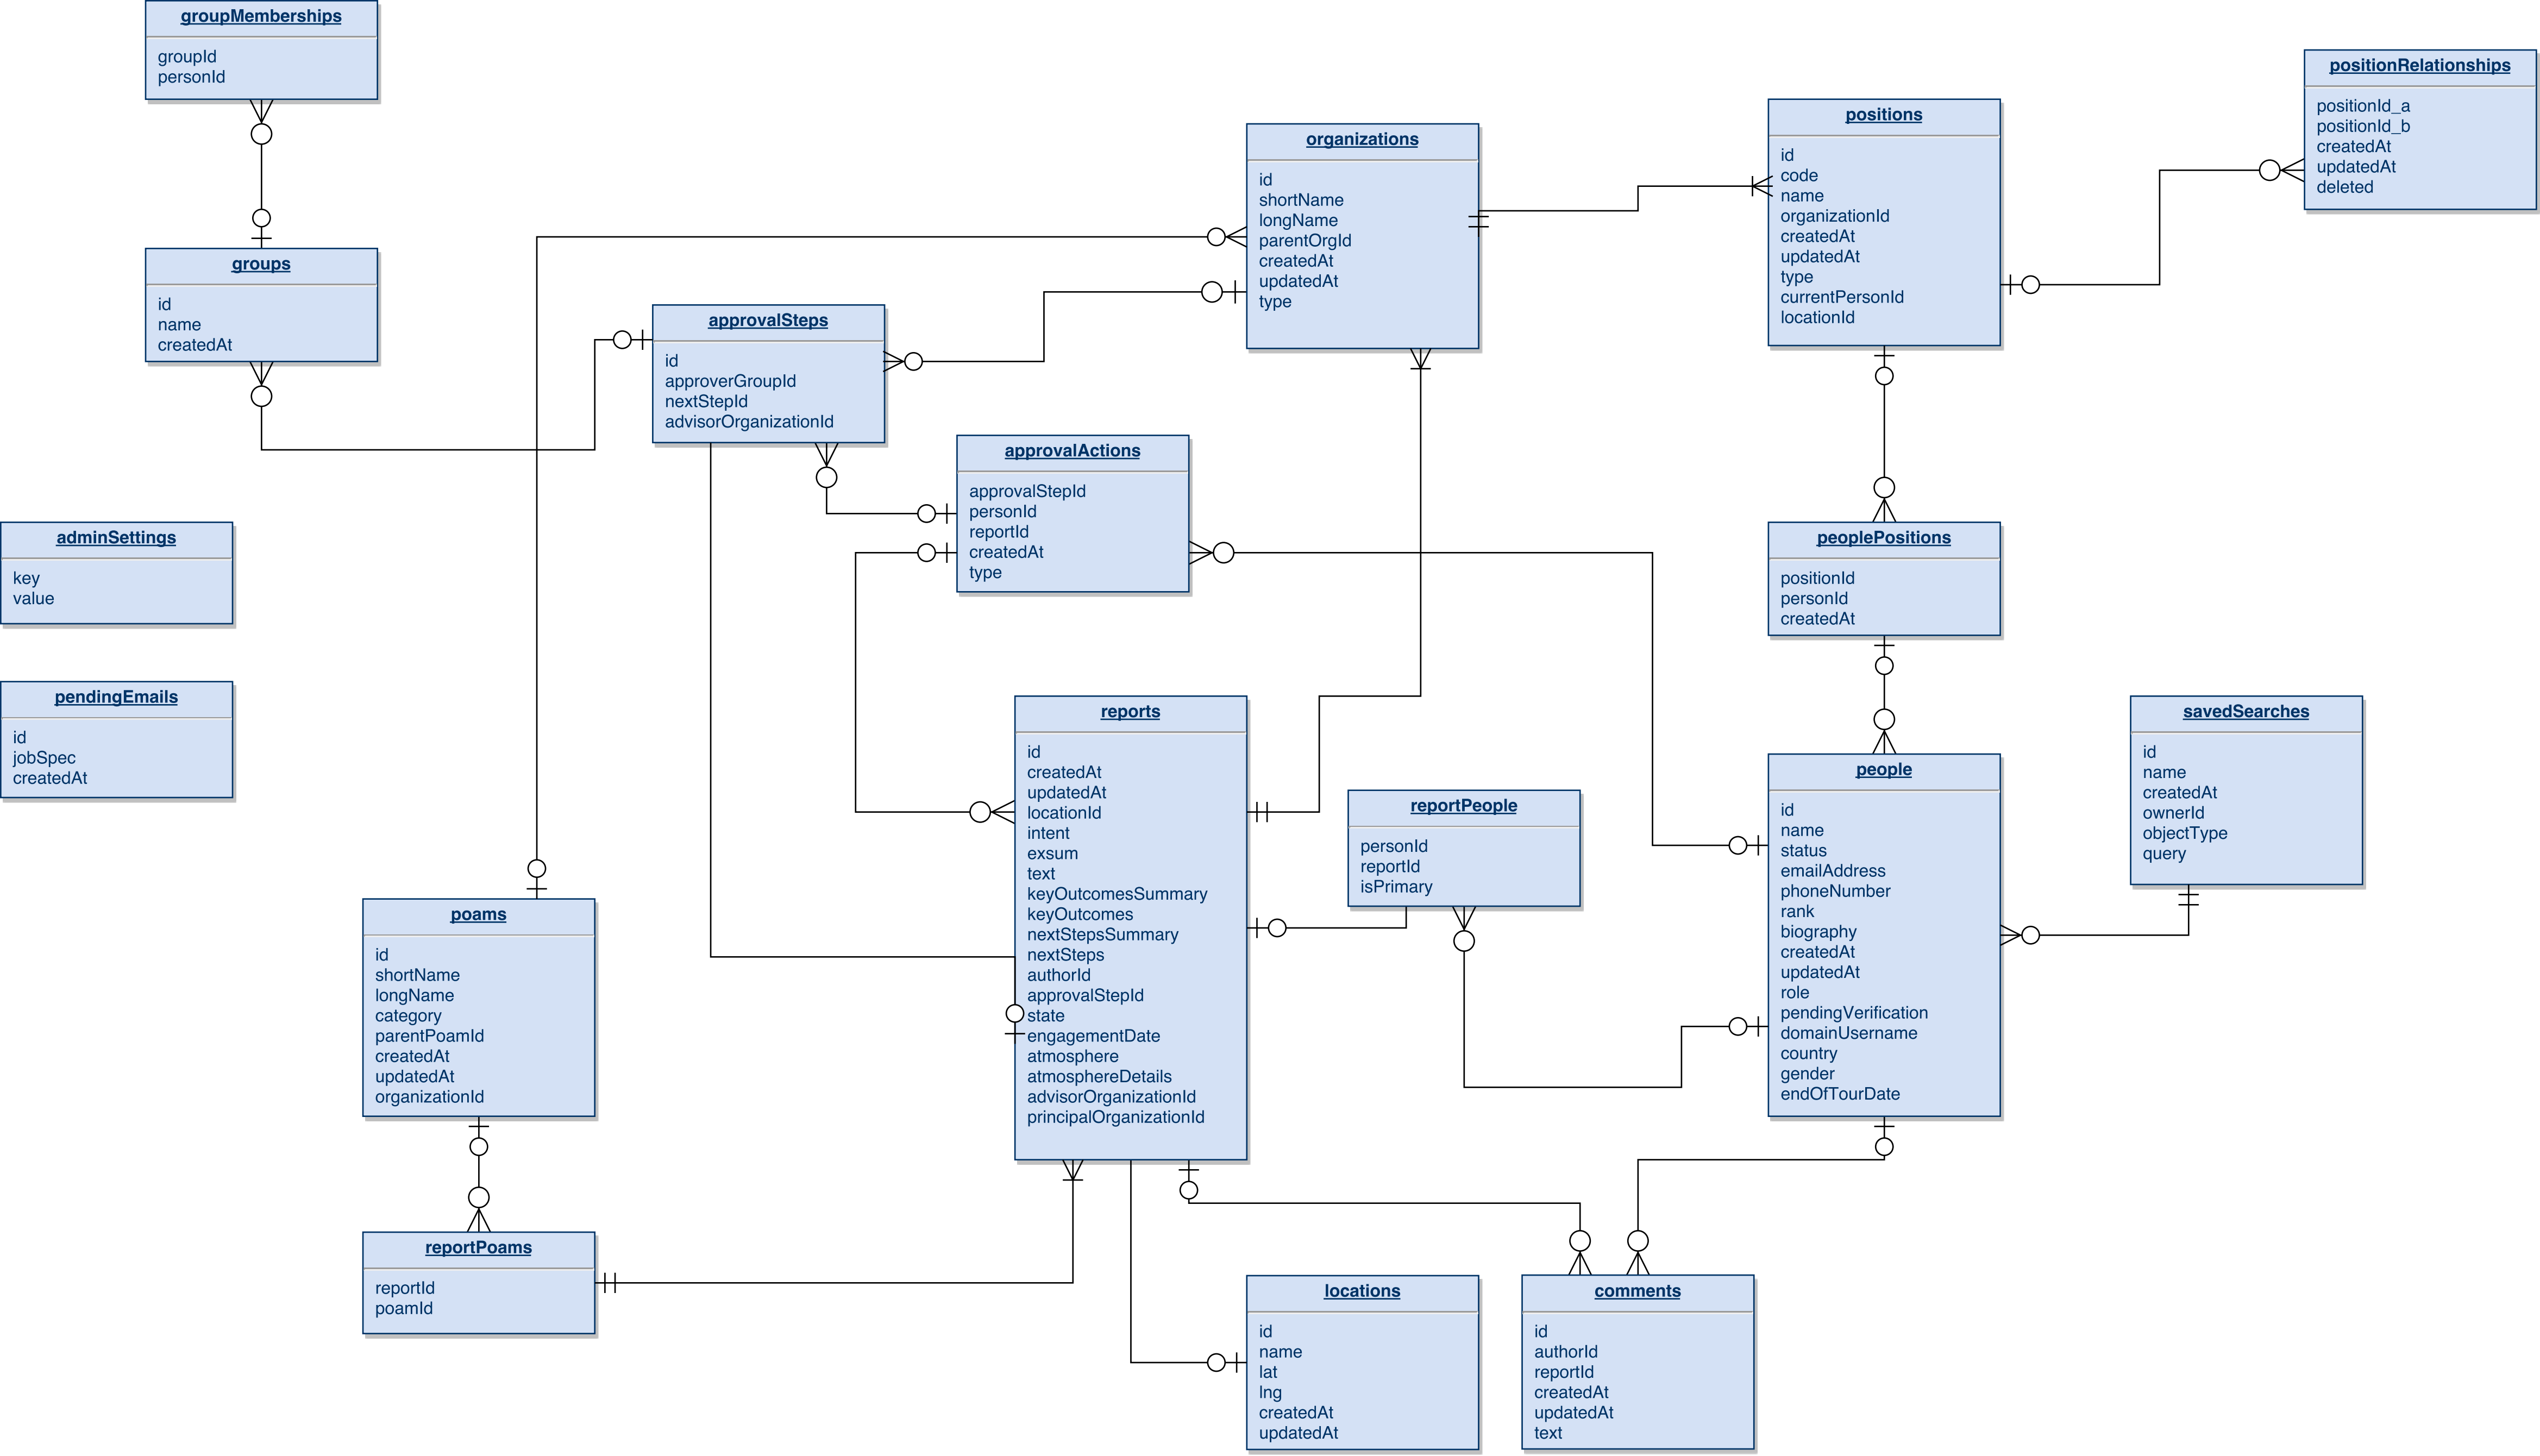 groupMemberships
groupId
personId
positionRelationships
positionId_a
positionId_b
createdAt
updatedAt
deleted
positions
id
code
name
organizationId
createdAt
updatedAt
type
currentPersonId
locationId
organizations
id
shortName
longName
parentOrgId
createdAt
updatedAt
type
groups
id
name
createdAt
approvalSteps
id
approverGroupId
nextStepId
advisorOrganizationId
approvalActions
approvalStepId
personId
reportId
createdAt
type
adminSettings
key
value
peoplePositions
positionId
personId
createdAt
pendingEmails
id
jobSpec
createdAt
reports
id
createdAt
updatedAt
locationId
intent
exsum
text
keyOutcomesSummary
keyOutcomes
nextStepsSummary
nextSteps
authorId
approvalStepId
state
engagementDate
atmosphere
atmosphereDetails
advisorOrganizationId
principalOrganizationId
savedSearches
id
name
createdAt
ownerId
objectType
query
people
id
name
status
emailAddress
phoneNumber
rank
biography
createdAt
updatedAt
role
pendingVerification
domainUsername
country
gender
endOfTourDate
reportPeople
personId
reportId
isPrimary
poams
id
shortName
longName
category
parentPoamId
createdAt
updatedAt
organizationId
reportPoams
reportId
poamId
locations
id
name
lat
lng
createdAt
updatedAt
comments
id
authorId
reportId
createdAt
updatedAt
text